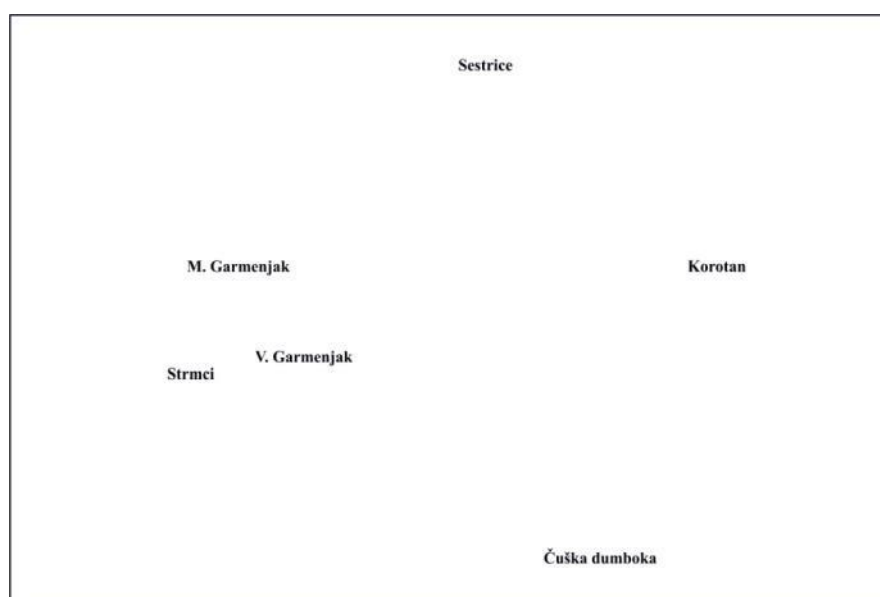 Sestrice
M. Garmenjak
Korotan
V. Garmenjak
Strmci
Čuška dumboka